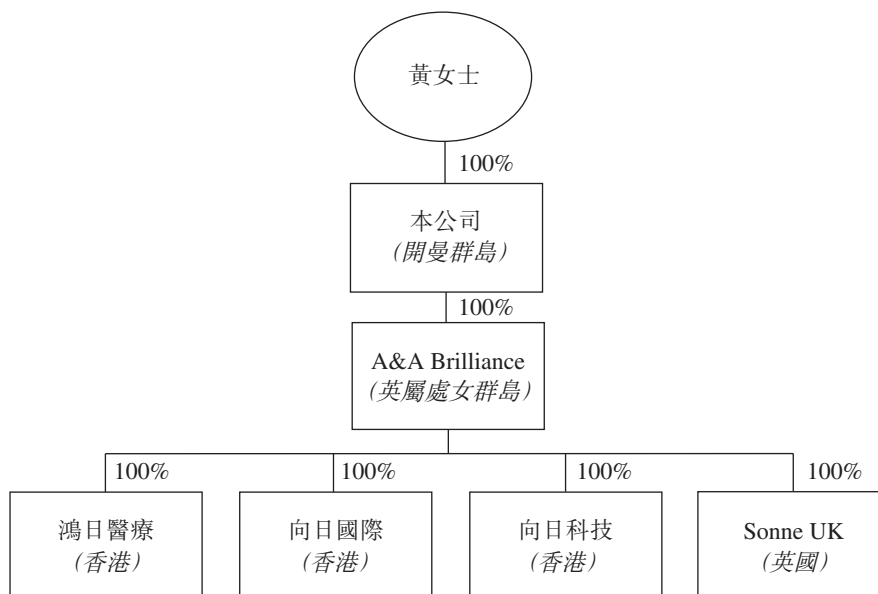 黃女士
100%
本公司
(開曼群島)
100%
A&A Brilliance
(英屬處女群島)
100%
100%
100%
100%
鴻日醫療
(香港)
向日國際
(香港)
向日科技
(香港)
Sonne UK
(英國)